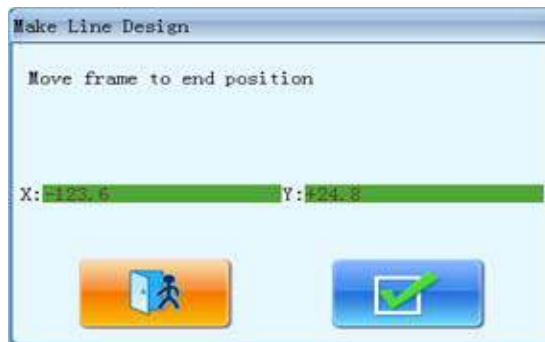 Make Line Design
Move frame to end position
X:-123.6 Y:+24.8